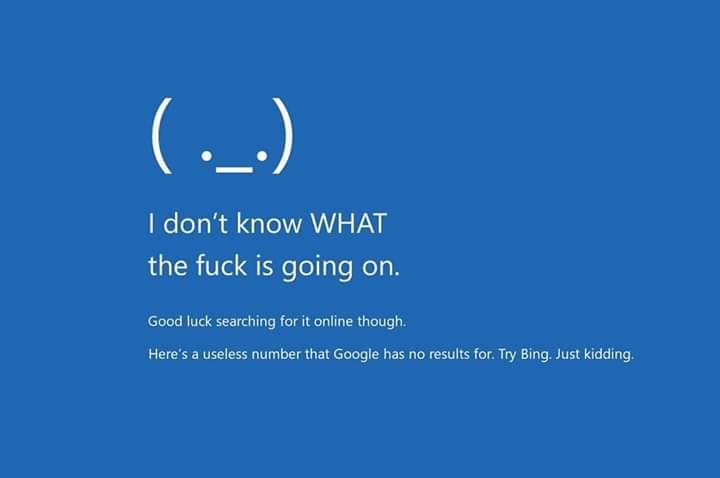 ( ._.)
I don't know WHAT
the fuck is going on.
Good luck searching for it online though.
Here's a useless number that Google has no results for. Try Bing. Just kidding.